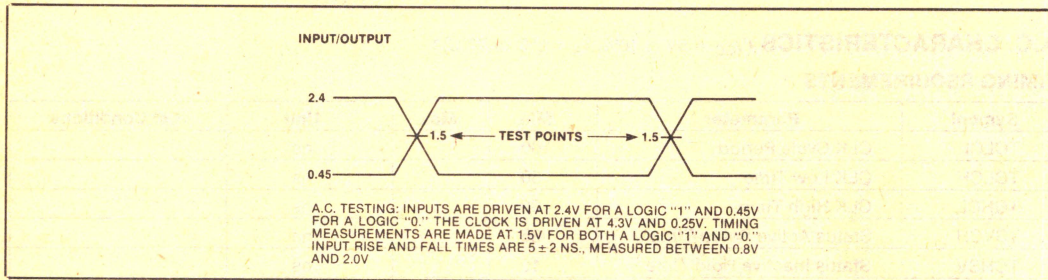 INPUT/OUTPUT
2.4
1.5 TEST POINTS 1.5
0.45
A.C. TESTING: INPUTS ARE DRIVEN AT 2.4V FOR A LOGIC "1" AND 0.45V
FOR A LOGIC "0." THE CLOCK IS DRIVEN AT 4.3V AND 0.25V. TIMING
MEASUREMENTS ARE MADE AT 1.5V FOR BOTH A LOGIC "1" AND "0."
INPUT RISE AND FALL TIMES ARE 5 ± 2 NS., MEASURED BETWEEN 0.8V
AND 2.0V